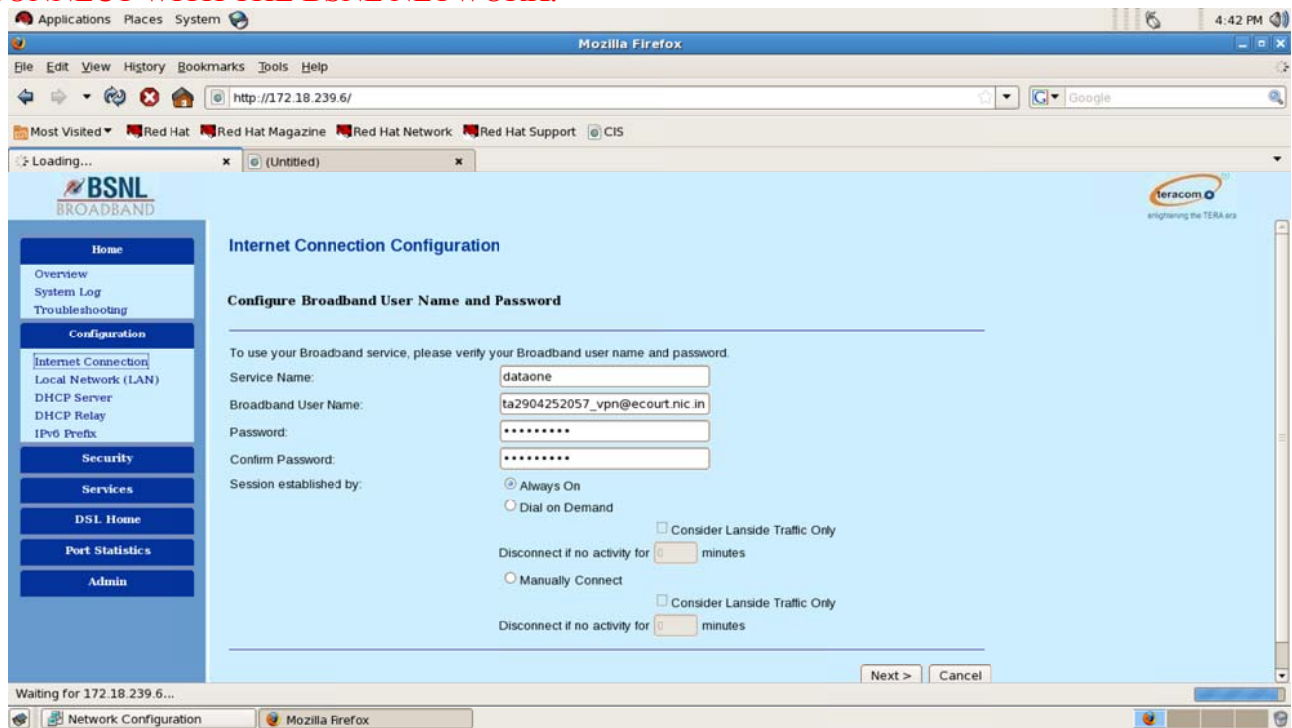 CONNECT WITH THE BSNL NETWORK.
Applications Places System
4:42 PM
Mozilla Firefox
File Edit View History Bookmarks Tools Help
http://172.18.239.6/
G Google
Most Visited Red Hat Red Hat Magazine Red Hat Network Red Hat Support CIS
Loading... (Untitled)
BSNL
BROADBAND
teracom
enlightening the TERA era
Home
Overview
System Log
Troubleshooting
Configuration
Internet Connection
Local Network (LAN)
DHCP Server
DHCP Relay
IPv6 Prefix
Security
Services
DSL Home
Port Statistics
Admin
Internet Connection Configuration
Configure Broadband User Name and Password
To use your Broadband service, please verify your Broadband user name and password.
Service Name: dataone
Broadband User Name: ta2904252057_vpn@ecourt.nic.in
Password: •••••••••
Confirm Password: •••••••••
Session established by: Always On
Dial on Demand
Consider Lanside Traffic Only
Disconnect if no activity for 0 minutes
Manually Connect
Consider Lanside Traffic Only
Disconnect if no activity for 0 minutes
Next > Cancel
Waiting for 172.18.239.6...
Network Configuration Mozilla Firefox